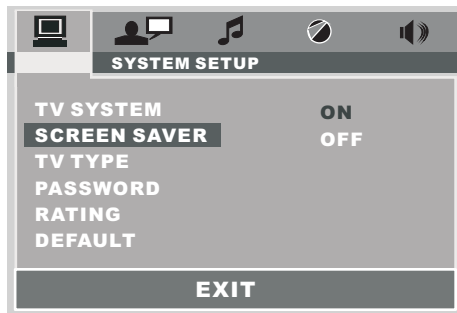 SYSTEM SETUP
TV SYSTEM ON
SCREEN SAVER OFF
TV TYPE
PASSWORD
RATING
DEFAULT
EXIT